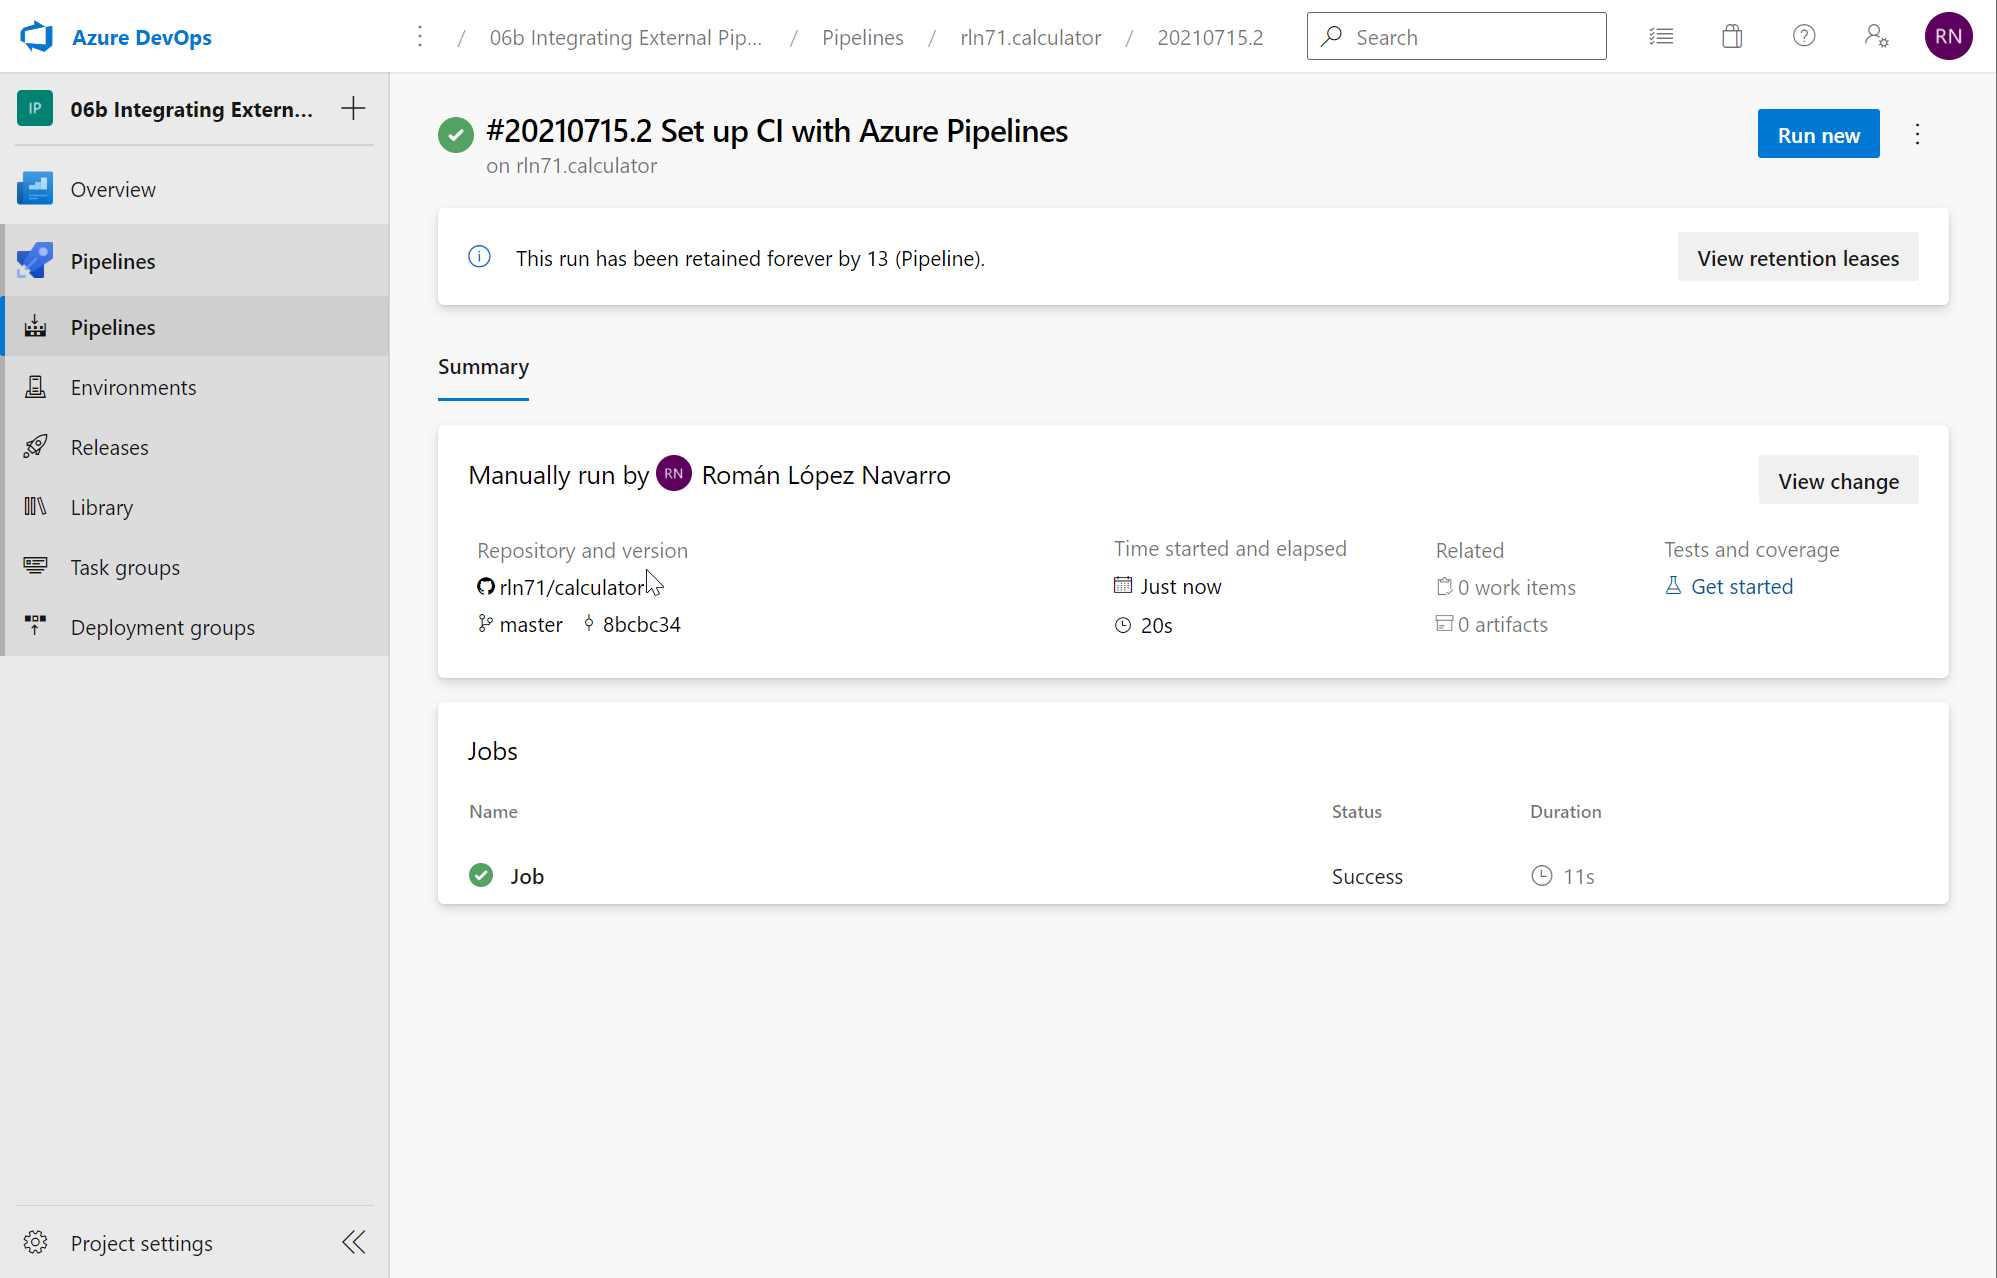 Azure DevOps
/ 06b Integrating External Pip... / Pipelines / rln71.calculator / 20210715.2
Search
RN
IP
06b Integrating Extern...
Overview
Pipelines
Pipelines
Environments
Releases
Library
Task groups
Deployment groups
Project settings
#20210715.2 Set up CI with Azure Pipelines
on rln71.calculator
Run new
This run has been retained forever by 13 (Pipeline).
View retention leases
Summary
Manually run by RN Román López Navarro
View change
Repository and version
rln71/calculator
master 8bcbc34
Time started and elapsed
Just now
20s
Related
0 work items
0 artifacts
Tests and coverage
Get started
Jobs
Name Status Duration
Job Success 11s